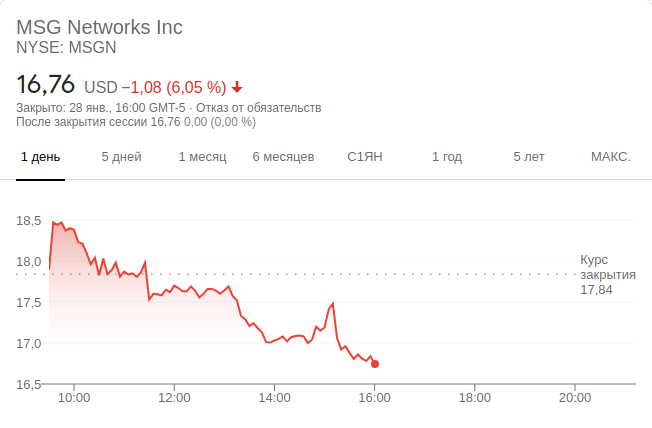 MSG Networks Inc
NYSE: MSGN
16,76 USD −1,08 (6,05 %)
Закрыто: 28 янв., 16:00 GMT-5 · Отказ от обязательств
После закрытия сессии 16,76 0,00 (0,00 %)
1 день 5 дней 1 месяц 6 месяцев С1ЯН 1 год 5 лет МАКС.
18,5
18,0
17,5
17,0
16,5
Курс
закрытия
17,84
10:00 12:00 14:00 16:00 18:00 20:00